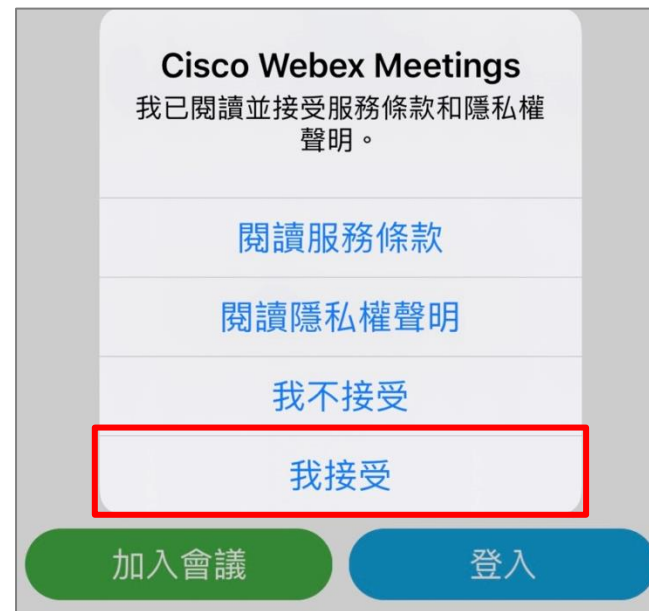 Cisco Webex Meetings
我已閱讀並接受服務條款和隱私權
聲明。
閱讀服務條款
閱讀隱私權聲明
我不接受
我接受
加入會議
登入